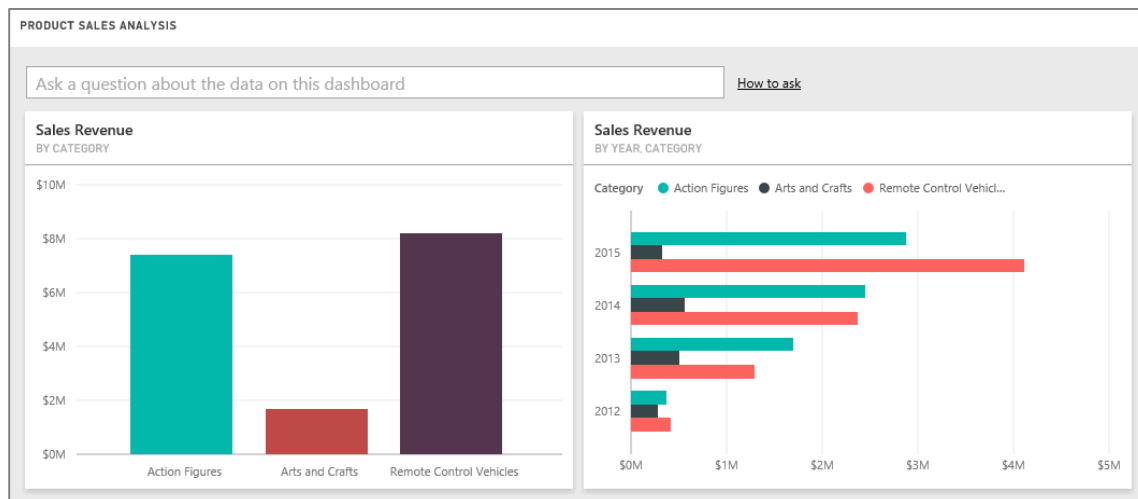 PRODUCT SALES ANALYSIS
Ask a question about the data on this dashboard
How to ask
Sales Revenue
BY CATEGORY
$10M
$8M
$6M
$4M
$2M
$0M
Action Figures
Arts and Crafts
Remote Control Vehicles
Sales Revenue
BY YEAR, CATEGORY
Category Action Figures Arts and Crafts Remote Control Vehicl...
2015
2014
2013
2012
$0M $1M $2M $3M $4M $5M